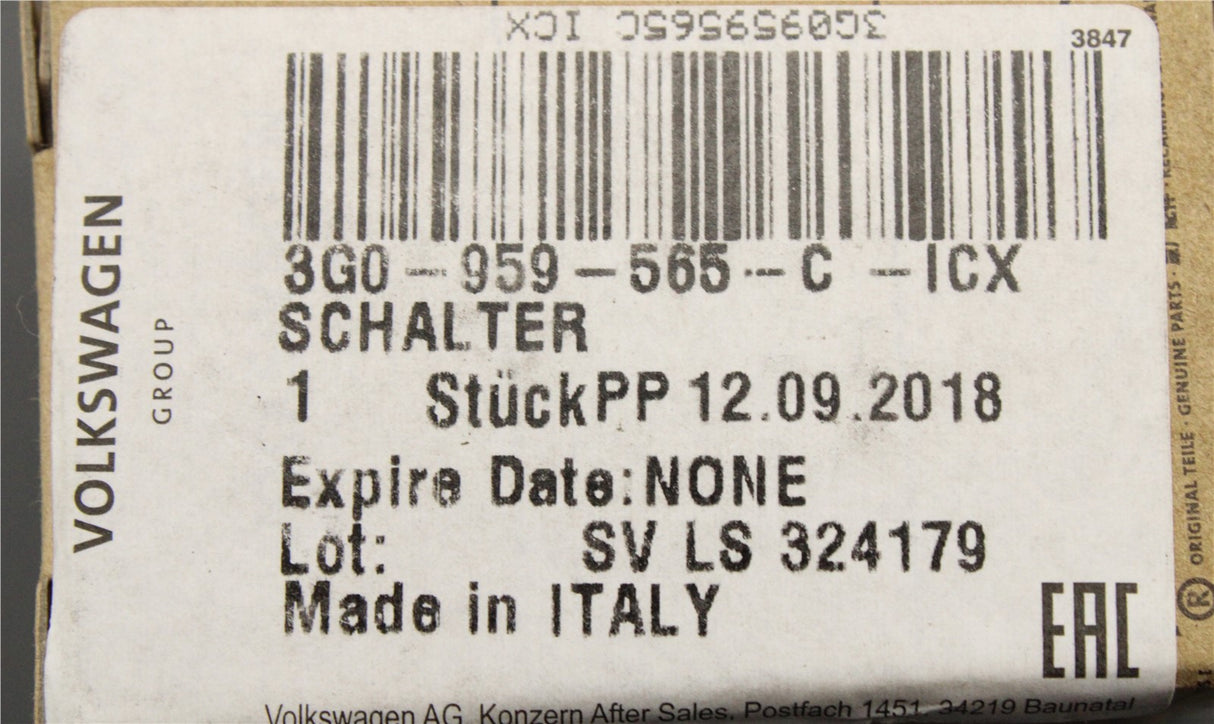 3G0959565C ICX
3847
3G0-959-565-C -ICX
SCHALTER
1 Stück PP 12.09.2018
Expire Date: NONE
Lot: SV LS 324179
Made in ITALY
EAC
Volkswagen AG, Konzern After Sales, Postfach 1451, 34219 Baunatal
VOLKSWAGEN
GROUP
® ORIGINAL TEILE · GENUINE PARTS ·